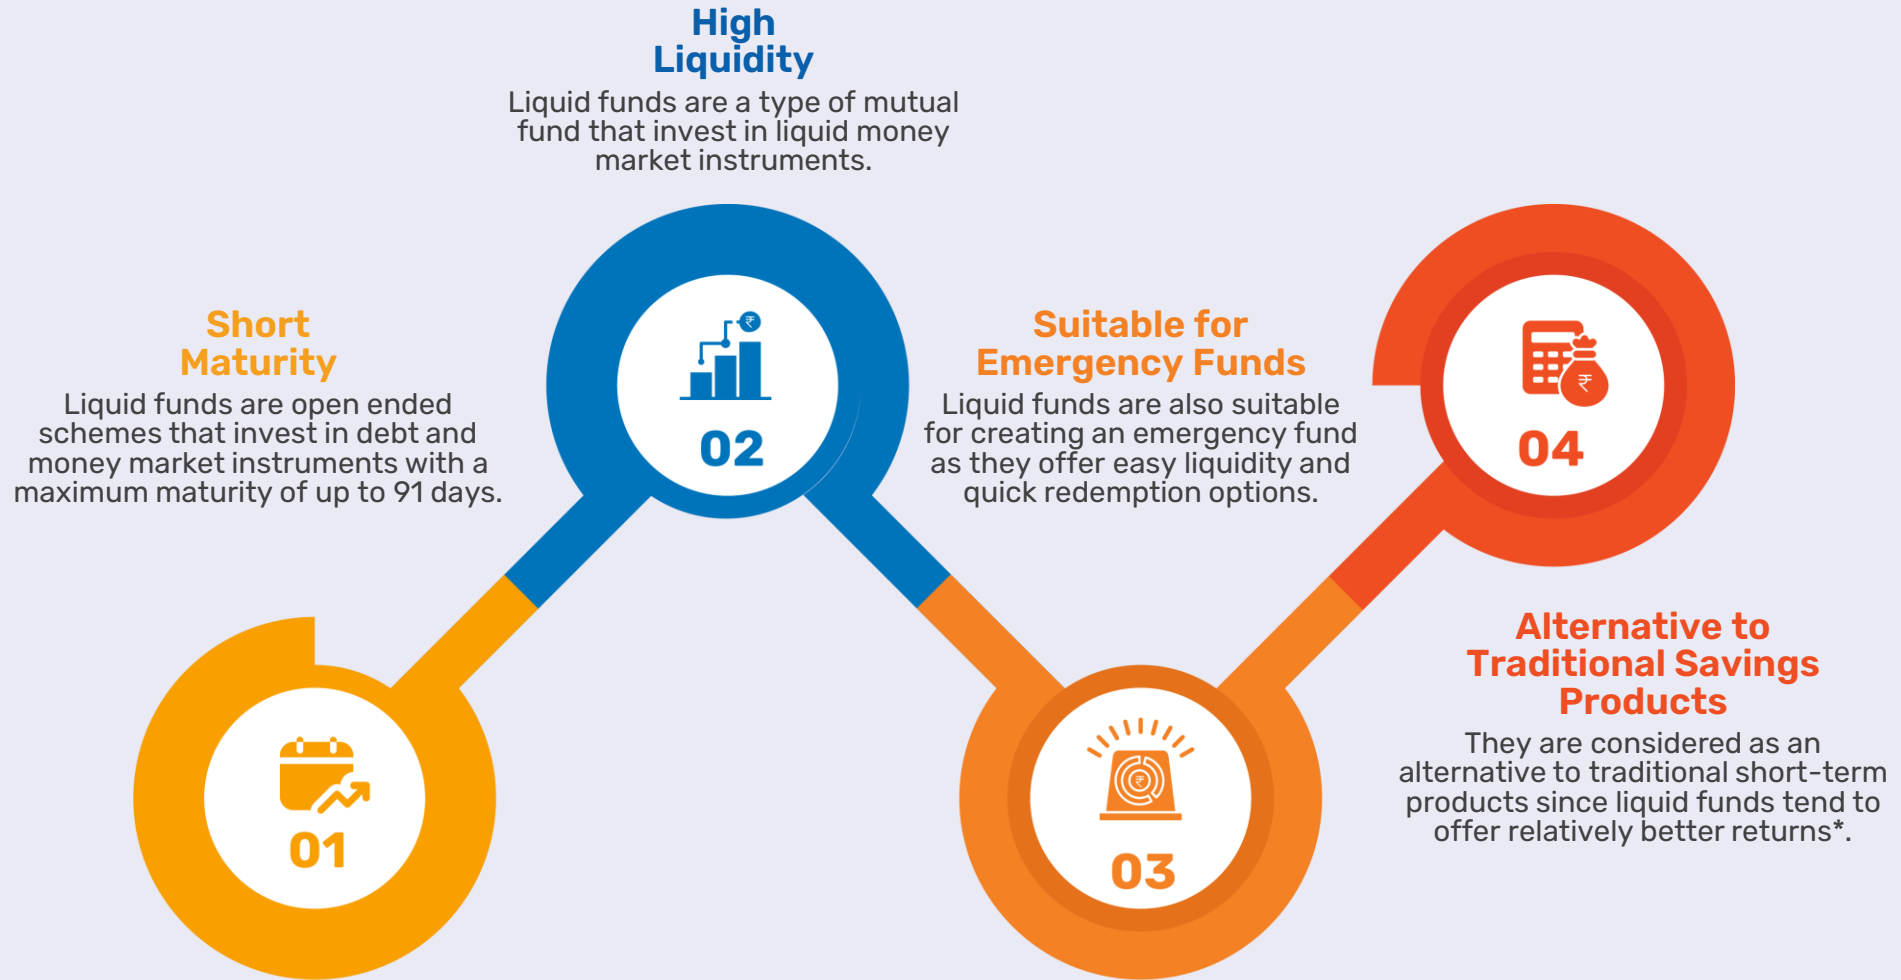 Short
Maturity
Liquid funds are open ended
schemes that invest in debt and
money market instruments with a
maximum maturity of up to 91 days.
01
High
Liquidity
Liquid funds are a type of mutual
fund that invest in liquid money
market instruments.
₹
02
Suitable for
Emergency Funds
Liquid funds are also suitable
for creating an emergency fund
as they offer easy liquidity and
quick redemption options.
₹
03
₹
04
Alternative to
Traditional Savings
Products
They are considered as an
alternative to traditional short-term
products since liquid funds tend to
offer relatively better returns*.